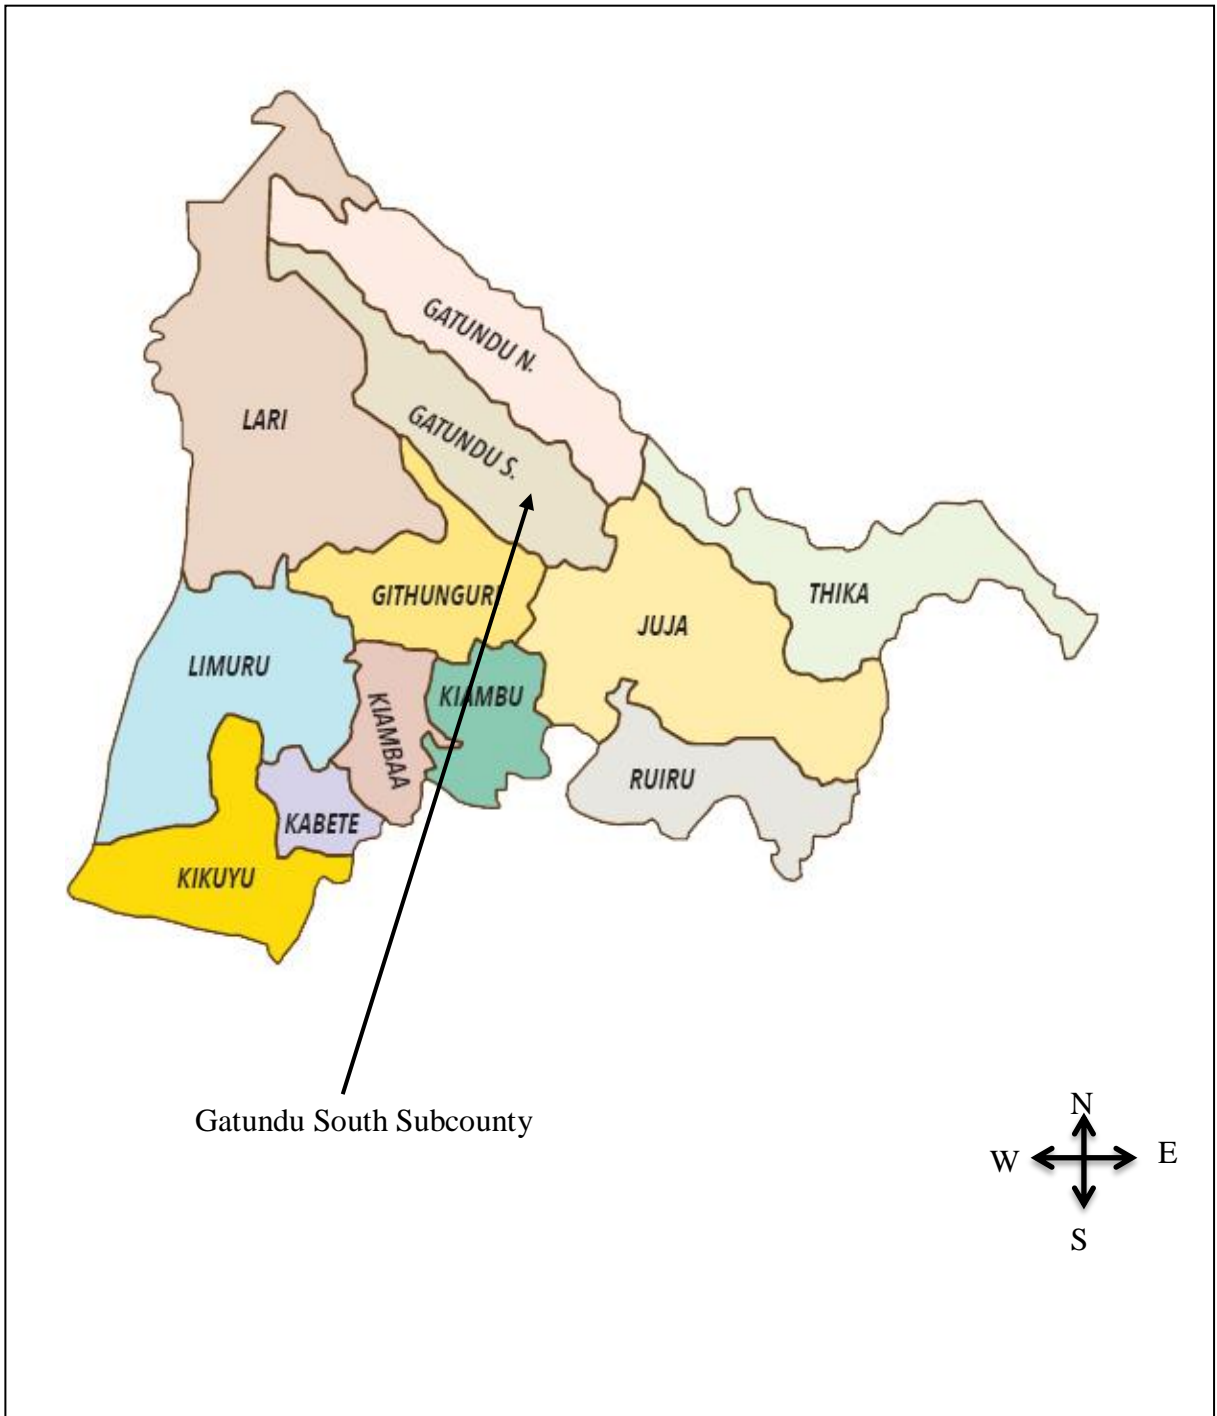 GATUNDU N.
LARI
GATUNDU S.
GITHUNGURI
THIKA
JUJA
LIMURU
KIAMBU
KIAMBAA
RUIRU
KABETE
KIKUYU
Gatundu South Subcounty
N
W
E
S